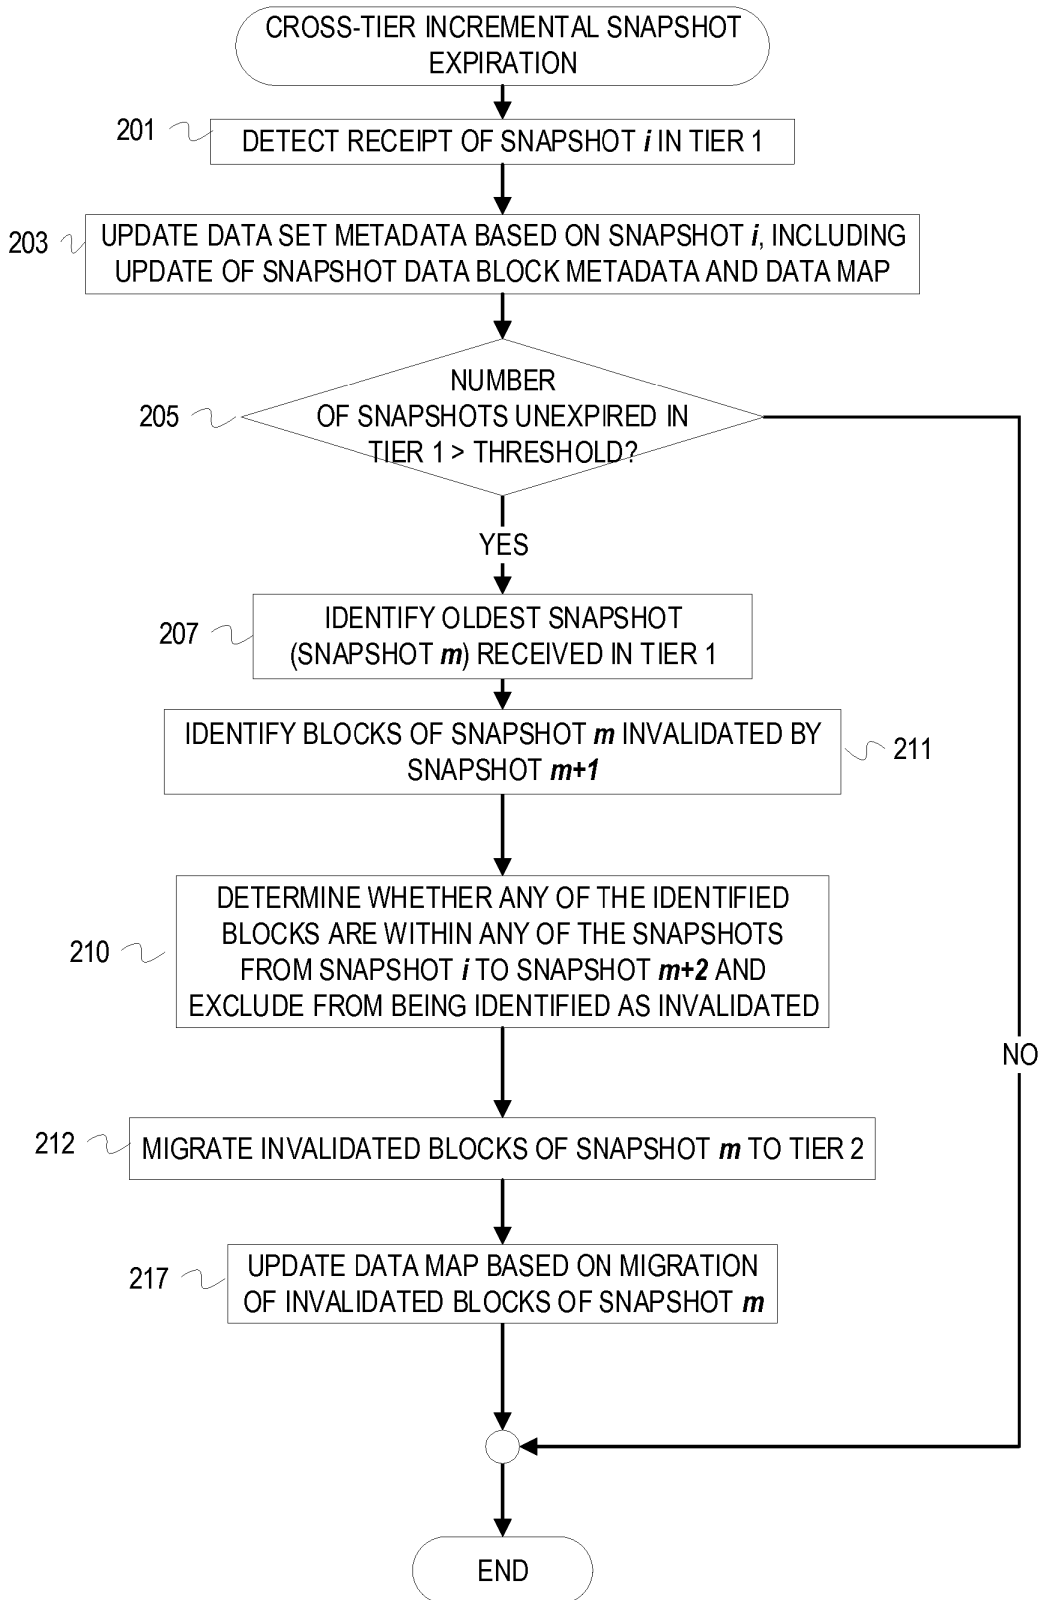 CROSS-TIER INCREMENTAL SNAPSHOT
EXPIRATION
201
DETECT RECEIPT OF SNAPSHOT i IN TIER 1
203
UPDATE DATA SET METADATA BASED ON SNAPSHOT i, INCLUDING
UPDATE OF SNAPSHOT DATA BLOCK METADATA AND DATA MAP
205
NUMBER
OF SNAPSHOTS UNEXPIRED IN
TIER 1 > THRESHOLD?
YES
207
IDENTIFY OLDEST SNAPSHOT
(SNAPSHOT m) RECEIVED IN TIER 1
IDENTIFY BLOCKS OF SNAPSHOT m INVALIDATED BY
SNAPSHOT m+1
211
210
DETERMINE WHETHER ANY OF THE IDENTIFIED
BLOCKS ARE WITHIN ANY OF THE SNAPSHOTS
FROM SNAPSHOT i TO SNAPSHOT m+2 AND
EXCLUDE FROM BEING IDENTIFIED AS INVALIDATED
NO
212
MIGRATE INVALIDATED BLOCKS OF SNAPSHOT m TO TIER 2
217
UPDATE DATA MAP BASED ON MIGRATION
OF INVALIDATED BLOCKS OF SNAPSHOT m
END